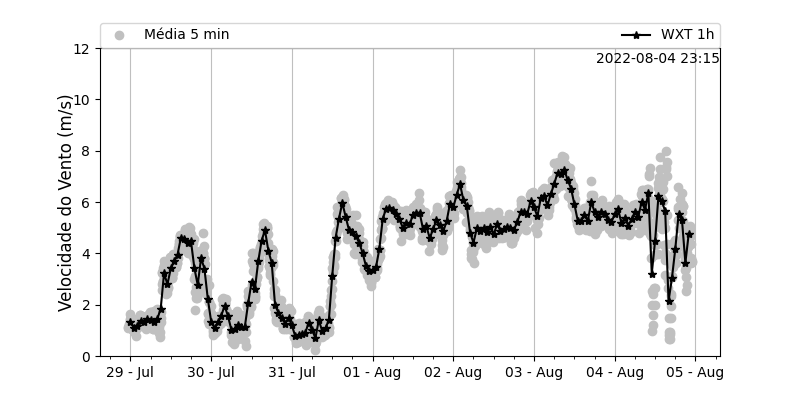 Média 5 min
WXT 1h
2022-08-04 23:15
Velocidade do Vento (m/s)
12
10
8
6
4
2
0
29 - Jul
30 - Jul
31 - Jul
01 - Aug
02 - Aug
03 - Aug
04 - Aug
05 - Aug